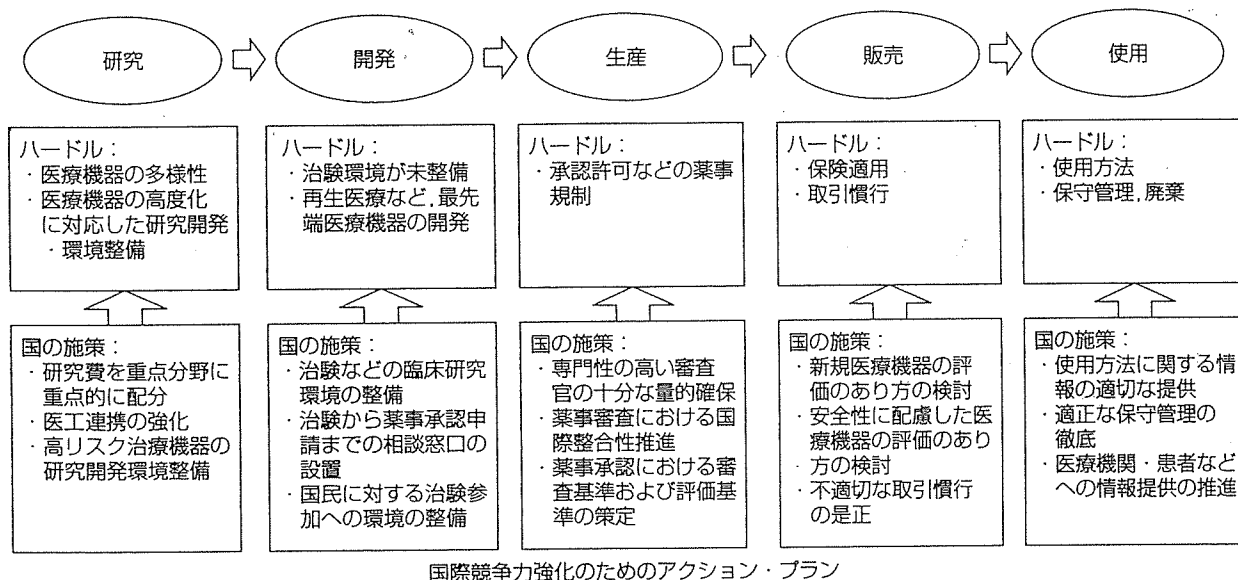 研究
開発
生産
販売
使用
ハードル：
・医療機器の多様性
・医療機器の高度化
に対応した研究開発
・環境整備
ハードル：
・治験環境が未整備
・再生医療など，最先
端医療機器の開発
ハードル：
・承認許可などの薬事
規制
ハードル：
・保険適用
・取引慣行
ハードル：
・使用方法
・保守管理，廃棄
国の施策：
・研究費を重点分野に
重点的に配分
・医工連携の強化
・高リスク治療機器の
研究開発環境整備
国の施策：
・治験などの臨床研究
環境の整備
・治験から薬事承認申
請までの相談窓口の
設置
・国民に対する治験参
加への環境の整備
国の施策：
・専門性の高い審査
官の十分な量的確保
・薬事審査における国
際整合性推進
・薬事承認における審
査基準および評価基
準の策定
国の施策：
・新規医療機器の評
価のあり方の検討
・安全性に配慮した医
療機器の評価のあり
方の検討
・不適切な取引慣行
の是正
国の施策：
・使用方法に関する情
報の適切な提供
・適正な保守管理の
徹底
・医療機関・患者など
への情報提供の推進
国際競争力強化のためのアクション・プラン